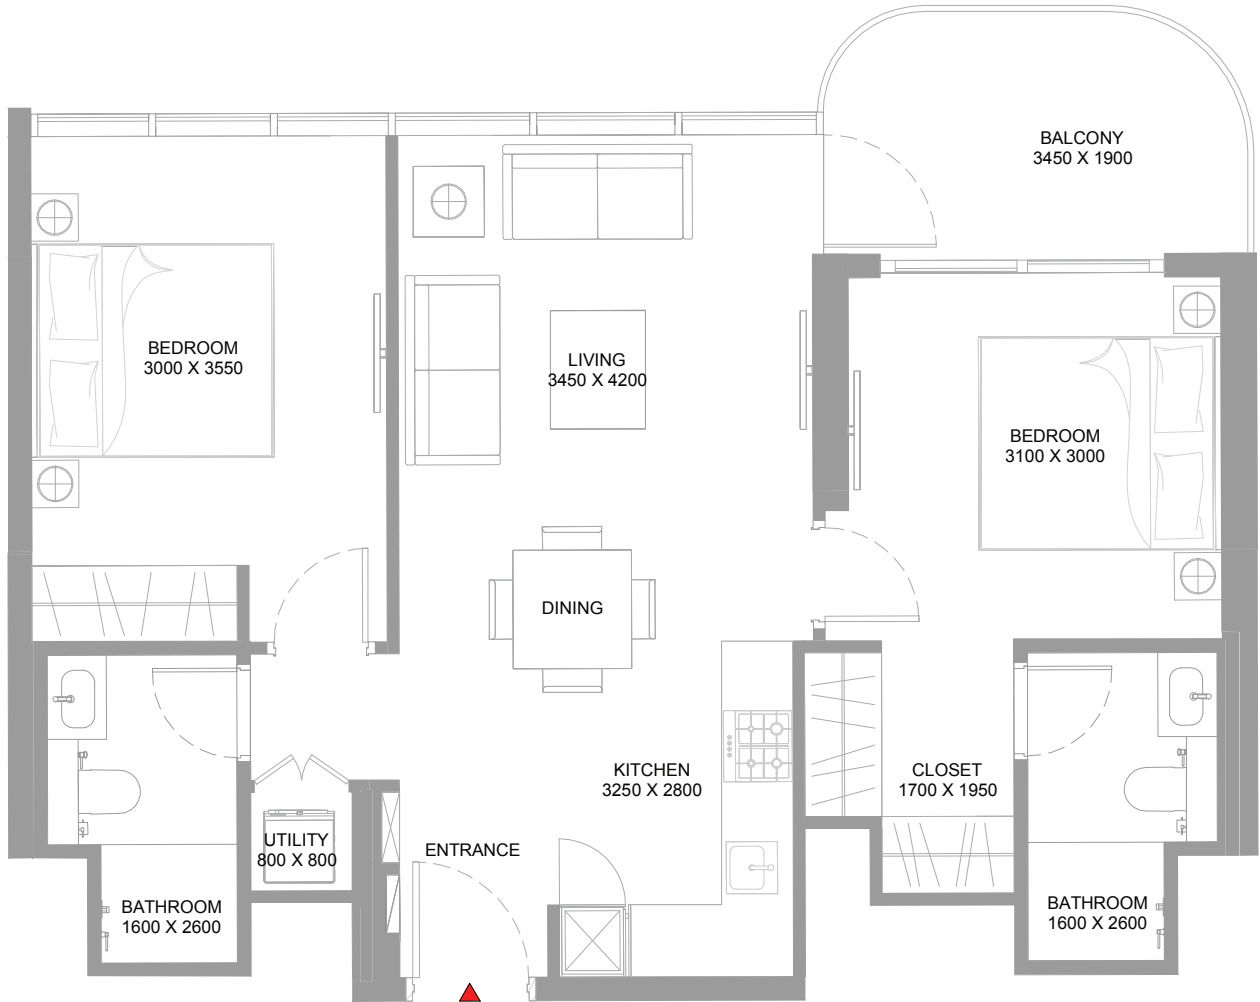 BALCONY
3450 X 1900
BEDROOM
3000 X 3550
LIVING
3450 X 4200
BEDROOM
3100 X 3000
DINING
KITCHEN
3250 X 2800
CLOSET
1700 X 1950
UTILITY
800 X 800
ENTRANCE
BATHROOM
1600 X 2600
BATHROOM
1600 X 2600